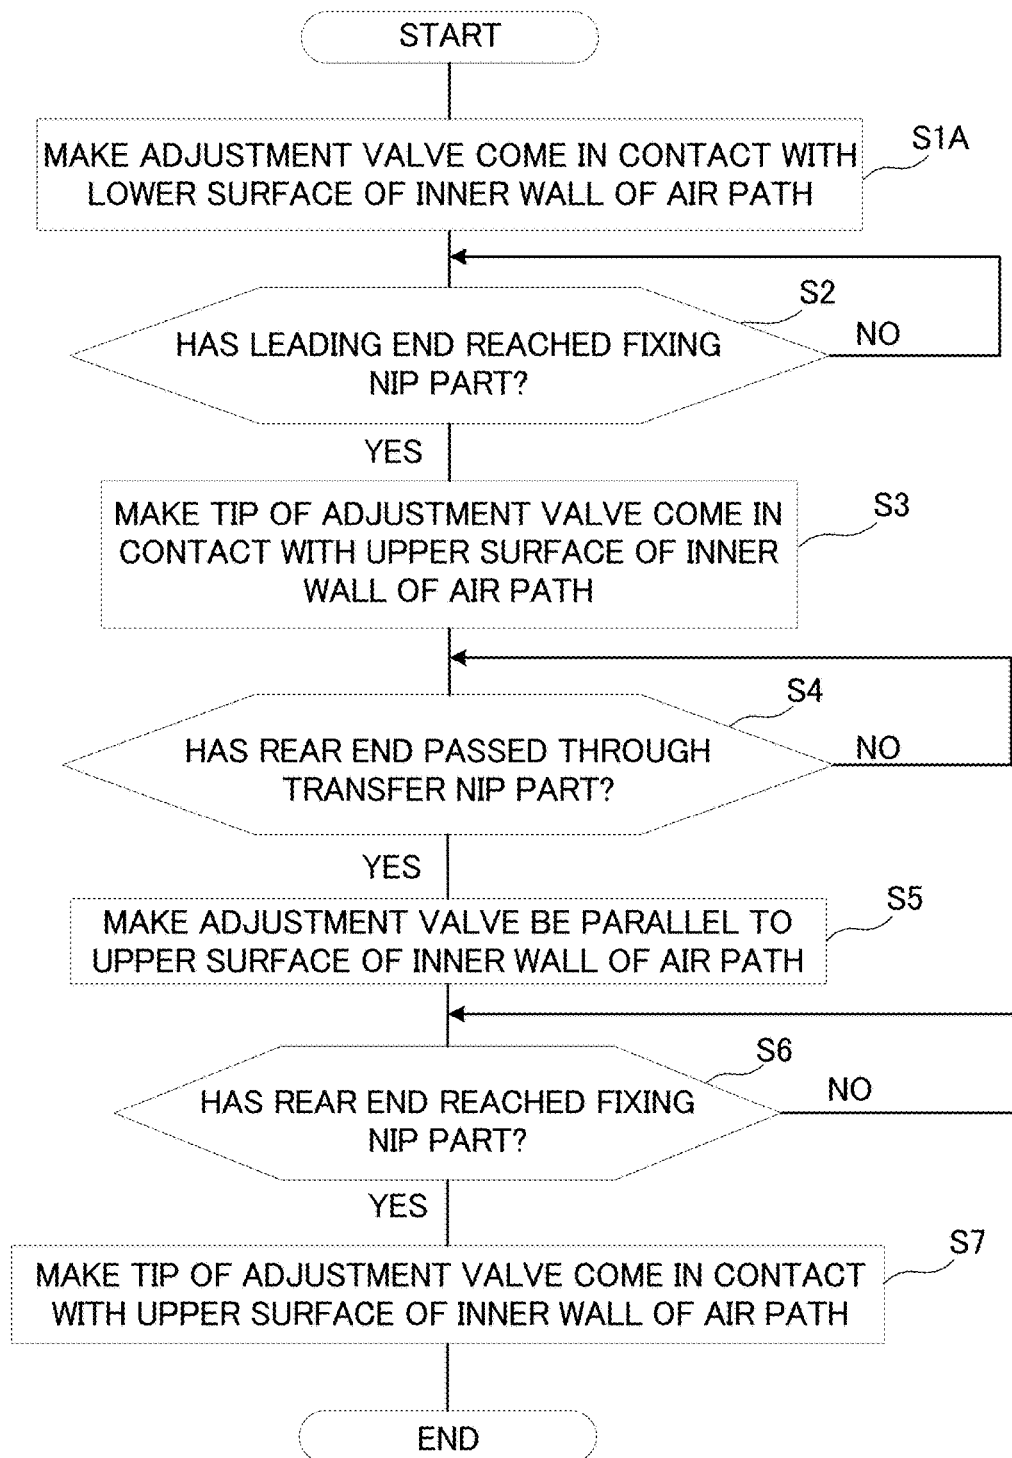 START
MAKE ADJUSTMENT VALVE COME IN CONTACT WITH
LOWER SURFACE OF INNER WALL OF AIR PATH
S1A
HAS LEADING END REACHED FIXING
NIP PART?
S2
NO
YES
MAKE TIP OF ADJUSTMENT VALVE COME IN
CONTACT WITH UPPER SURFACE OF INNER
WALL OF AIR PATH
S3
HAS REAR END PASSED THROUGH
TRANSFER NIP PART?
S4
NO
YES
MAKE ADJUSTMENT VALVE BE PARALLEL TO
UPPER SURFACE OF INNER WALL OF AIR PATH
S5
HAS REAR END REACHED FIXING
NIP PART?
S6
NO
YES
MAKE TIP OF ADJUSTMENT VALVE COME IN CONTACT
WITH UPPER SURFACE OF INNER WALL OF AIR PATH
S7
END